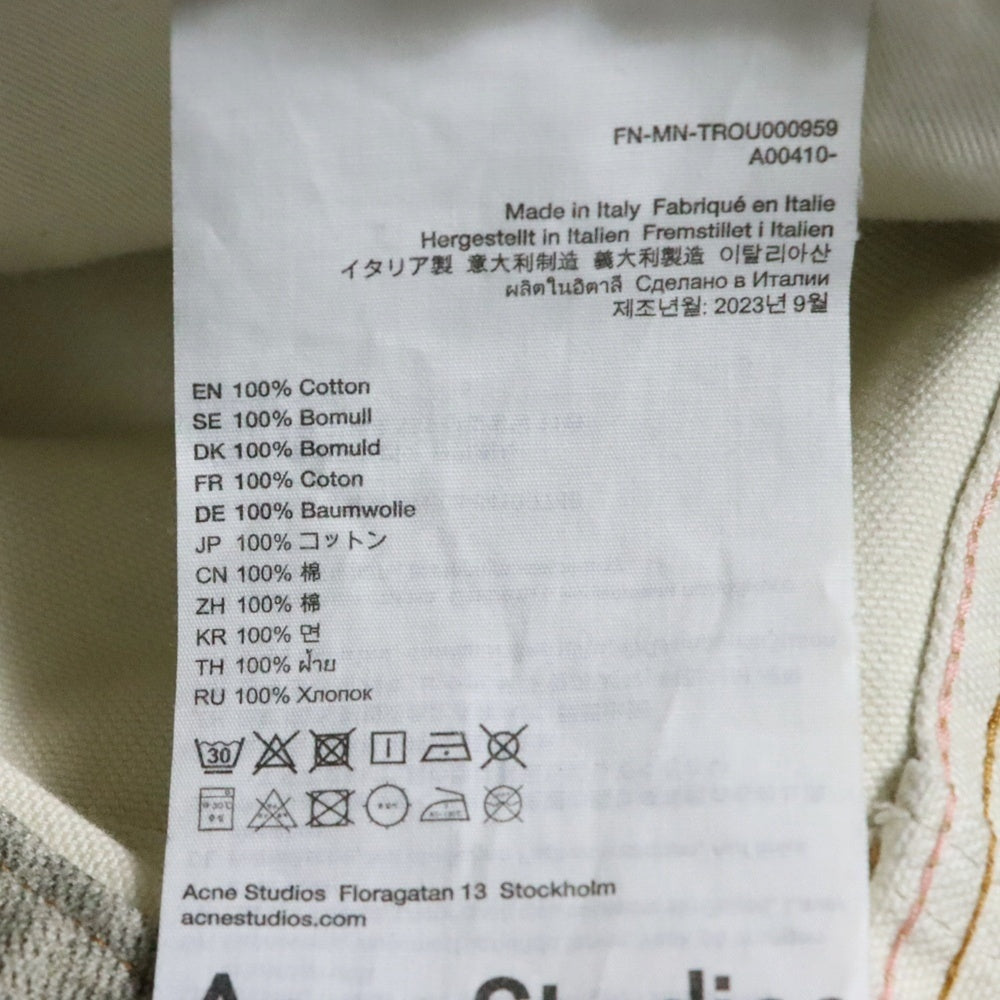 FN-MN-TROU000959
A00410-
Made in Italy Fabriqué en Italie
Hergestellt in Italien Fremstillet i Italien
イタリア製 意大利制造 義大利製造 이탈리아산
ผลิตในอิตาลี Сделано в Италии
제조년월: 2023년 9월
EN 100% Cotton
SE 100% Bomull
DK 100% Bomuld
FR 100% Coton
DE 100% Baumwolle
JP 100% コットン
CN 100% 棉
ZH 100% 棉
KR 100% 면
TH 100% ฝ้าย
RU 100% Хлопок
30
Acne Studios Floragatan 13 Stockholm
acnestudios.com
Acne Studios